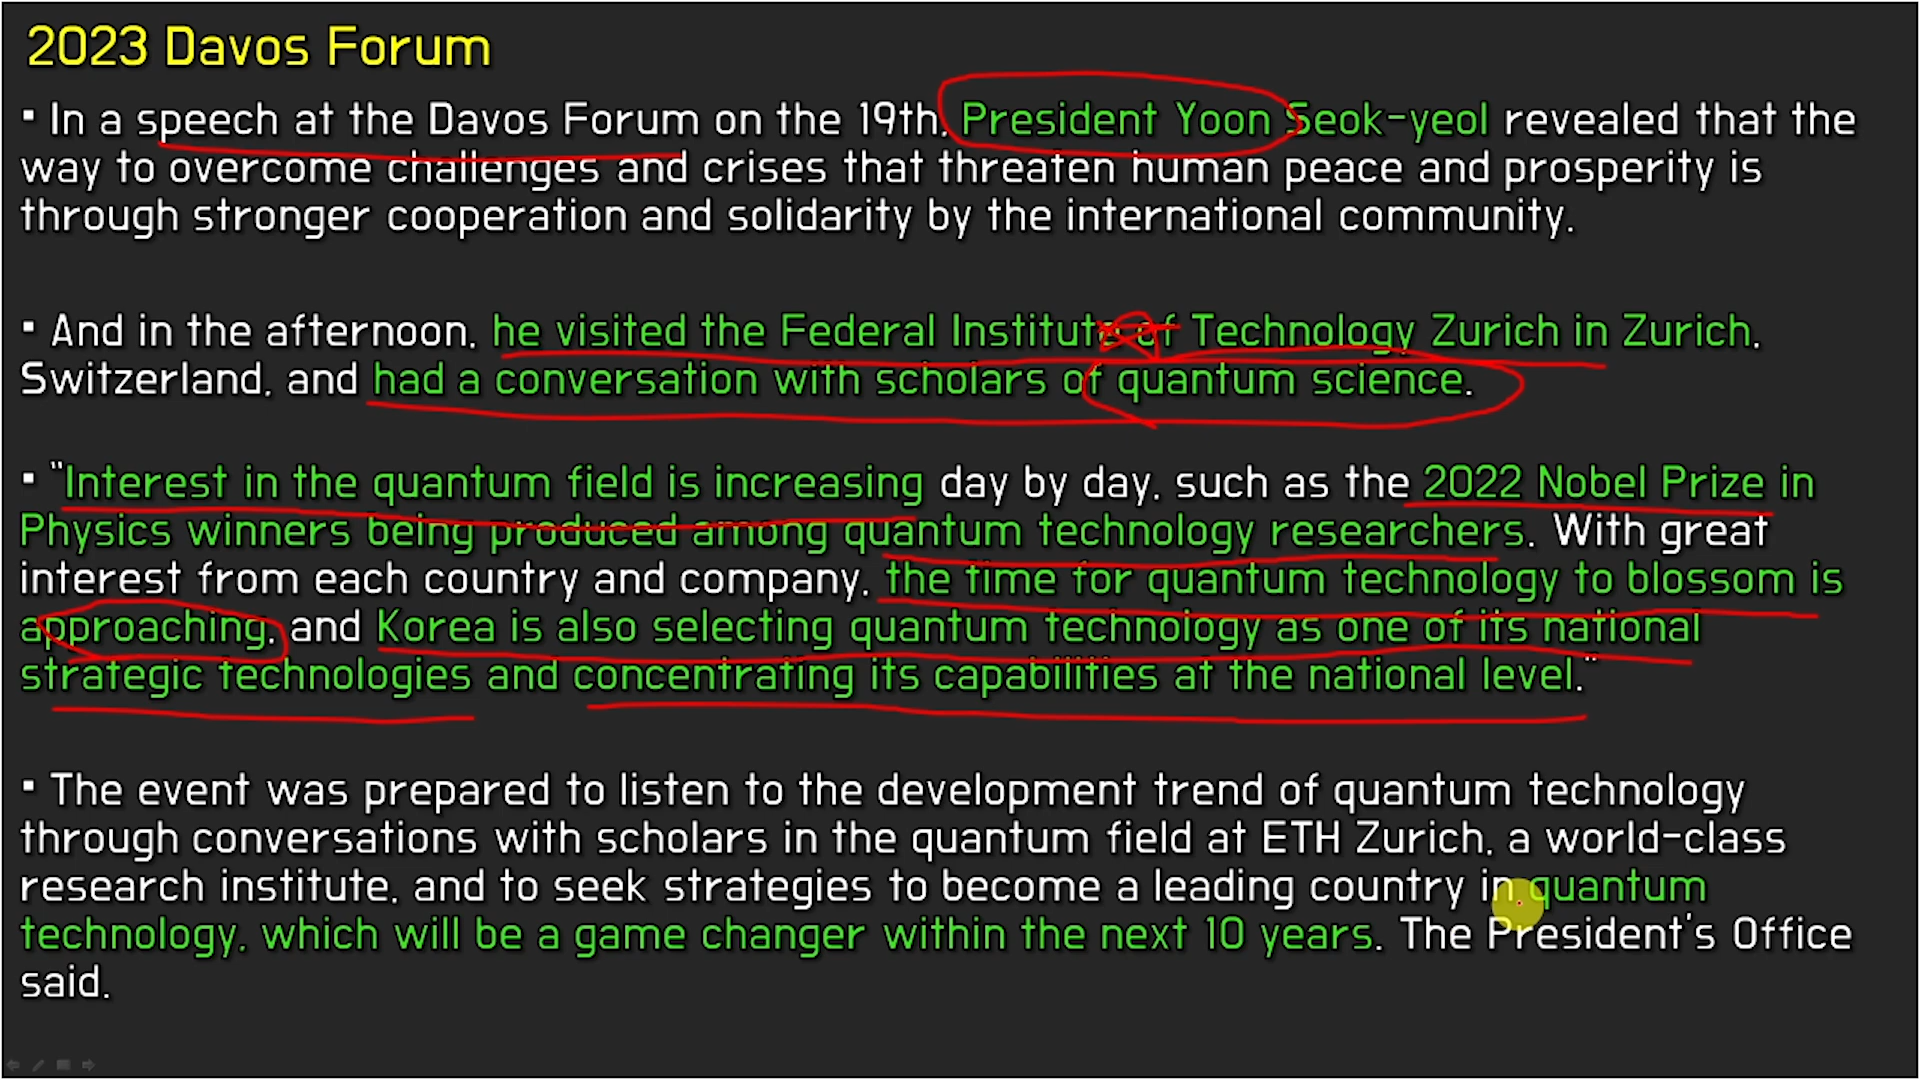 2023 Davos Forum
▪ In a speech at the Davos Forum on the 19th, President Yoon Seok-yeol revealed that the
way to overcome challenges and crises that threaten human peace and prosperity is
through stronger cooperation and solidarity by the international community.
▪ And in the afternoon, he visited the Federal Institute of Technology Zurich in Zurich,
Switzerland, and had a conversation with scholars of quantum science.
▪ "Interest in the quantum field is increasing day by day, such as the 2022 Nobel Prize in
Physics winners being produced among quantum technology researchers. With great
interest from each country and company, the time for quantum technology to blossom is
approaching, and Korea is also selecting quantum technology as one of its national
strategic technologies and concentrating its capabilities at the national level."
▪ The event was prepared to listen to the development trend of quantum technology
through conversations with scholars in the quantum field at ETH Zurich, a world-class
research institute, and to seek strategies to become a leading country in quantum
technology, which will be a game changer within the next 10 years. The President's Office
said.